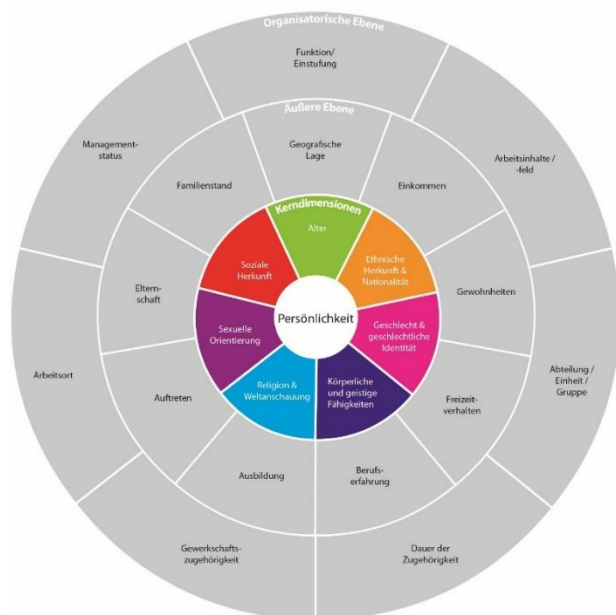 Organisatorische Ebene
Funktion/
Einstufung
Arbeitsinhalte /
-feld
Abteilung /
Einheit /
Gruppe
Dauer der
Zugehörigkeit
Gewerkschafts-
zugehörigkeit
Arbeitsort
Management-
status
Äußere Ebene
Geografische
Lage
Einkommen
Gewohnheiten
Freizeit-
verhalten
Berufs-
erfahrung
Ausbildung
Auftreten
Eltern-
schaft
Familienstand
Kerndimensionen
Alter
Ethnische
Herkunft &
Nationalität
Geschlecht &
geschlechtliche
Identität
Körperliche
und geistige
Fähigkeiten
Religion &
Weltanschauung
Sexuelle
Orientierung
Soziale
Herkunft
Persönlichkeit